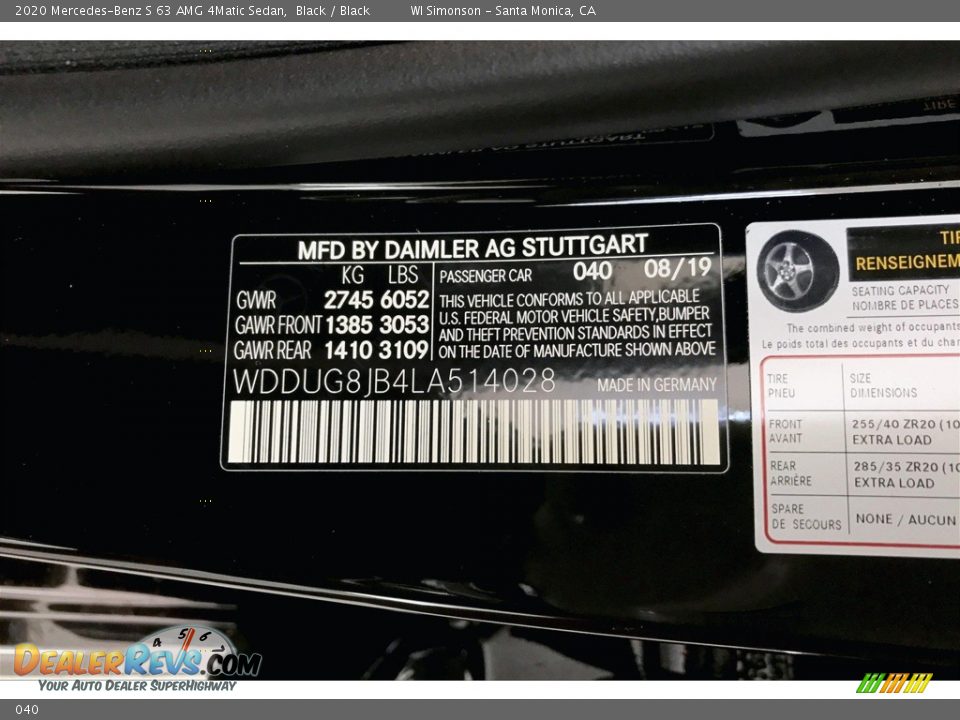 2020 Mercedes-Benz S 63 AMG 4Matic Sedan, Black / Black WI Simonson - Santa Monica, CA
MFD BY DAIMLER AG STUTTGART
KG LBS
GVWR 2745 6052
GAWR FRONT 1385 3053
GAWR REAR 1410 3109
PASSENGER CAR 040 08/19
THIS VEHICLE CONFORMS TO ALL APPLICABLE
U.S. FEDERAL MOTOR VEHICLE SAFETY, BUMPER
AND THEFT PREVENTION STANDARDS IN EFFECT
ON THE DATE OF MANUFACTURE SHOWN ABOVE
WDDUG8JB4LA514028 MADE IN GERMANY
SEATING CAPACITY
NOMBRE DE PLACES
The combined weight of occupants
Le poids total des occupants et du
TIRE SIZE
PNEU DIMENSIONS
FRONT 255/40 ZR20
AVANT EXTRA LOAD
REAR 285/35 ZR20
ARRIÈRE EXTRA LOAD
SPARE
DE SECOURS NONE / AUCUN
4 5 6
DealerRevs.com
Your Auto Dealer SuperHighway
040